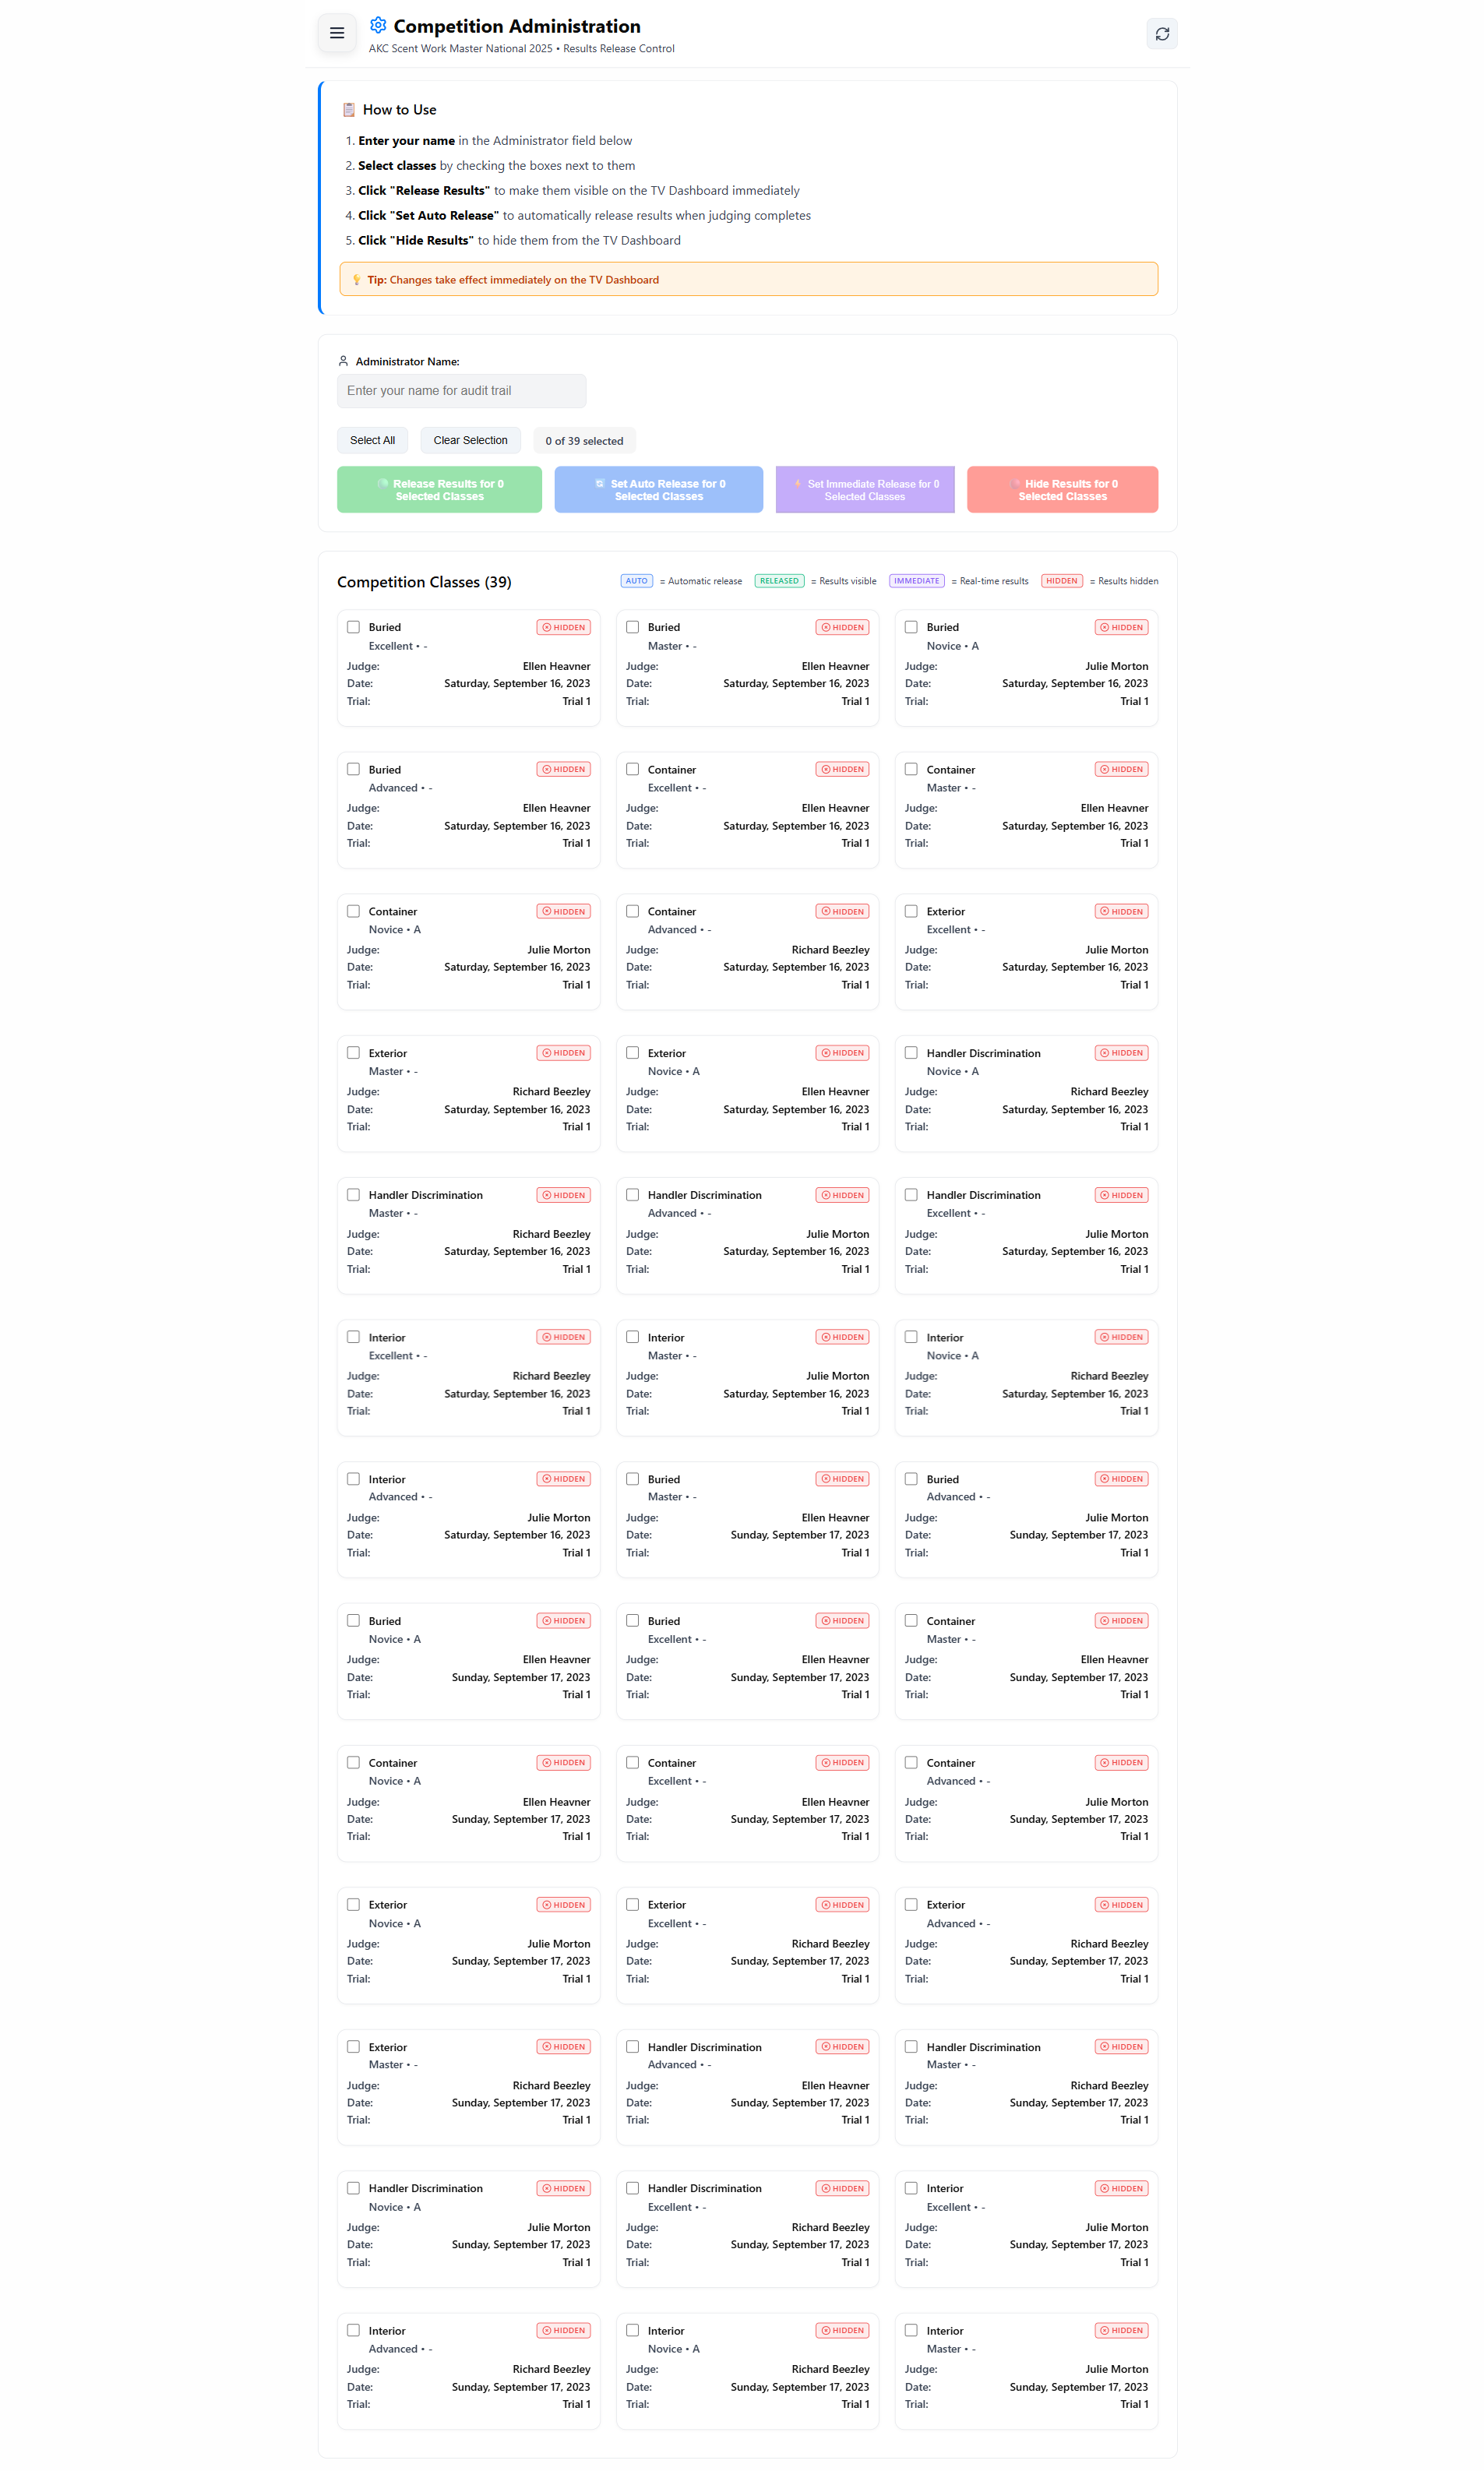 Competition Administration
AKC Scent Work Master National 2025 • Results Release Control
How to Use
1. Enter your name in the Administrator field below
2. Select classes by checking the boxes next to them
3. Click "Release Results" to make them visible on the TV Dashboard immediately
4. Click "Set Auto Release" to automatically release results when judging completes
5. Click "Hide Results" to hide them from the TV Dashboard
Tip: Changes take effect immediately on the TV Dashboard
Administrator Name:
Enter your name for audit trail
Select All Clear Selection 0 of 39 selected
Release Results for 0 Selected Classes
Set Auto Release for 0 Selected Classes
Set Immediate Release for 0 Selected Classes
Hide Results for 0 Selected Classes
Competition Classes (39) AUTO = Automatic release RELEASED = Results visible IMMEDIATE = Real-time results HIDDEN = Results hidden
Buried HIDDEN Buried HIDDEN Buried HIDDEN
Excellent • - Master • - Novice • A
Judge: Ellen Heavner Judge: Ellen Heavner Judge: Julie Morton
Date: Saturday, September 16, 2023 Date: Saturday, September 16, 2023 Date: Saturday, September 16, 2023
Trial: Trial 1 Trial: Trial 1 Trial: Trial 1
Buried HIDDEN Container HIDDEN Container HIDDEN
Advanced • - Excellent • - Master • -
Judge: Ellen Heavner Judge: Ellen Heavner Judge: Ellen Heavner
Date: Saturday, September 16, 2023 Date: Saturday, September 16, 2023 Date: Saturday, September 16, 2023
Trial: Trial 1 Trial: Trial 1 Trial: Trial 1
Container HIDDEN Container HIDDEN Exterior HIDDEN
Novice • A Advanced • - Excellent • -
Judge: Julie Morton Judge: Richard Beezley Judge: Julie Morton
Date: Saturday, September 16, 2023 Date: Saturday, September 16, 2023 Date: Saturday, September 16, 2023
Trial: Trial 1 Trial: Trial 1 Trial: Trial 1
Exterior HIDDEN Exterior HIDDEN Handler Discrimination HIDDEN
Master • - Novice • A Novice • A
Judge: Richard Beezley Judge: Ellen Heavner Judge: Richard Beezley
Date: Saturday, September 16, 2023 Date: Saturday, September 16, 2023 Date: Saturday, September 16, 2023
Trial: Trial 1 Trial: Trial 1 Trial: Trial 1
Handler Discrimination HIDDEN Handler Discrimination HIDDEN Handler Discrimination HIDDEN
Master • - Advanced • - Excellent • -
Judge: Richard Beezley Judge: Julie Morton Judge: Julie Morton
Date: Saturday, September 16, 2023 Date: Saturday, September 16, 2023 Date: Saturday, September 16, 2023
Trial: Trial 1 Trial: Trial 1 Trial: Trial 1
Interior HIDDEN Interior HIDDEN Interior HIDDEN
Excellent • - Master • - Novice • A
Judge: Richard Beezley Judge: Julie Morton Judge: Richard Beezley
Date: Saturday, September 16, 2023 Date: Saturday, September 16, 2023 Date: Saturday, September 16, 2023
Trial: Trial 1 Trial: Trial 1 Trial: Trial 1
Interior HIDDEN Buried HIDDEN Buried HIDDEN
Advanced • - Master • - Advanced • -
Judge: Julie Morton Judge: Ellen Heavner Judge: Julie Morton
Date: Saturday, September 16, 2023 Date: Sunday, September 17, 2023 Date: Sunday, September 17, 2023
Trial: Trial 1 Trial: Trial 1 Trial: Trial 1
Buried HIDDEN Buried HIDDEN Container HIDDEN
Novice • A Excellent • - Master • -
Judge: Ellen Heavner Judge: Ellen Heavner Judge: Ellen Heavner
Date: Sunday, September 17, 2023 Date: Sunday, September 17, 2023 Date: Sunday, September 17, 2023
Trial: Trial 1 Trial: Trial 1 Trial: Trial 1
Container HIDDEN Container HIDDEN Container HIDDEN
Novice • A Excellent • - Advanced • -
Judge: Ellen Heavner Judge: Ellen Heavner Judge: Julie Morton
Date: Sunday, September 17, 2023 Date: Sunday, September 17, 2023 Date: Sunday, September 17, 2023
Trial: Trial 1 Trial: Trial 1 Trial: Trial 1
Exterior HIDDEN Exterior HIDDEN Exterior HIDDEN
Novice • A Excellent • - Advanced • -
Judge: Julie Morton Judge: Richard Beezley Judge: Richard Beezley
Date: Sunday, September 17, 2023 Date: Sunday, September 17, 2023 Date: Sunday, September 17, 2023
Trial: Trial 1 Trial: Trial 1 Trial: Trial 1
Exterior HIDDEN Handler Discrimination HIDDEN Handler Discrimination HIDDEN
Master • - Advanced • - Master • -
Judge: Richard Beezley Judge: Ellen Heavner Judge: Richard Beezley
Date: Sunday, September 17, 2023 Date: Sunday, September 17, 2023 Date: Sunday, September 17, 2023
Trial: Trial 1 Trial: Trial 1 Trial: Trial 1
Handler Discrimination HIDDEN Handler Discrimination HIDDEN Interior HIDDEN
Novice • A Excellent • - Excellent • -
Judge: Julie Morton Judge: Richard Beezley Judge: Julie Morton
Date: Sunday, September 17, 2023 Date: Sunday, September 17, 2023 Date: Sunday, September 17, 2023
Trial: Trial 1 Trial: Trial 1 Trial: Trial 1
Interior HIDDEN Interior HIDDEN Interior HIDDEN
Advanced • - Novice • A Master • -
Judge: Richard Beezley Judge: Richard Beezley Judge: Julie Morton
Date: Sunday, September 17, 2023 Date: Sunday, September 17, 2023 Date: Sunday, September 17, 2023
Trial: Trial 1 Trial: Trial 1 Trial: Trial 1